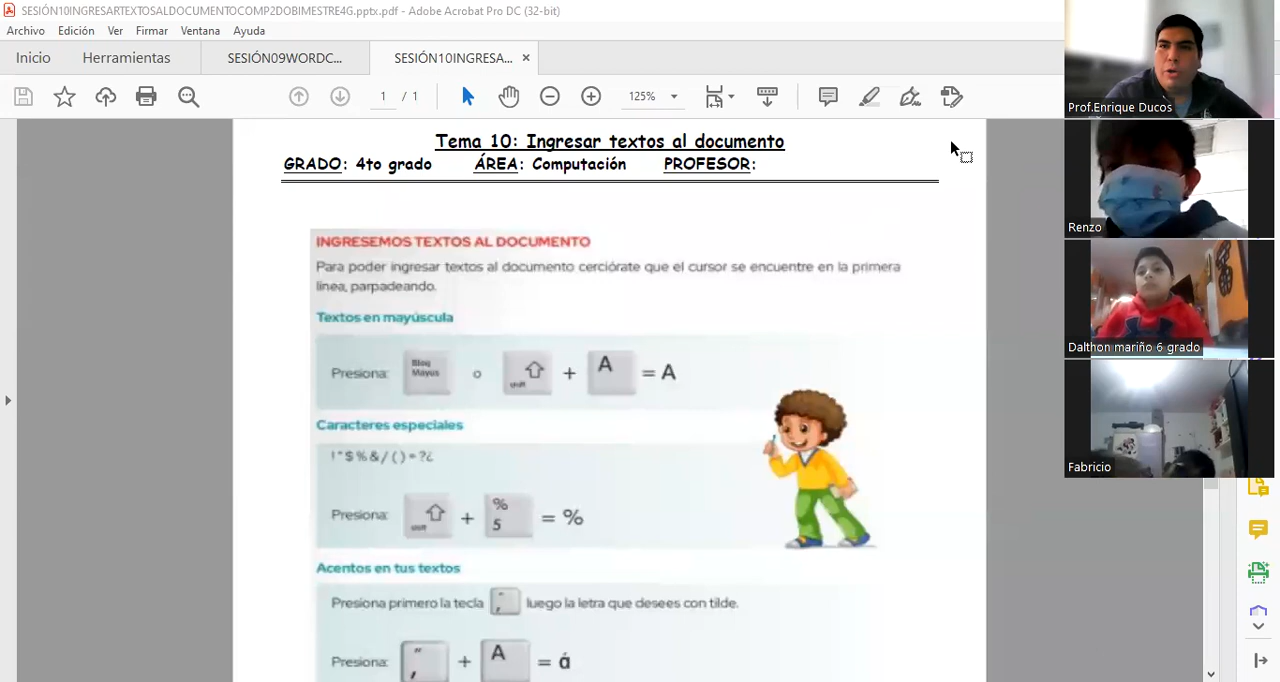 SESIÓN10INGRESARTEXTOSALDOCUMENTOCOMP2DOBIMESTRE4G.pptx.pdf - Adobe Acrobat Pro DC (32-bit)
Archivo Edición Ver Firmar Ventana Ayuda
Inicio Herramientas SESIÓN09WORDC... SESIÓN10INGRESA... ×
1 / 1 125%
Tema 10: Ingresar textos al documento
GRADO: 4to grado ÁREA: Computación PROFESOR:
INGRESEMOS TEXTOS AL DOCUMENTO
Para poder ingresar textos al documento cerciórate que el cursor se encuentre en la primera
línea, parpadeando.
Textos en mayúscula
Presiona: Bloq Mayus o shift + A = A
Caracteres especiales
!"$%&/()=?¿
Presiona: shift + % 5 = %
Acentos en tus textos
Presiona primero la tecla luego la letra que desees con tilde.
Presiona: + A = á
Prof.Enrique Ducos
Renzo
Dalthon mariño 6 grado
Fabricio